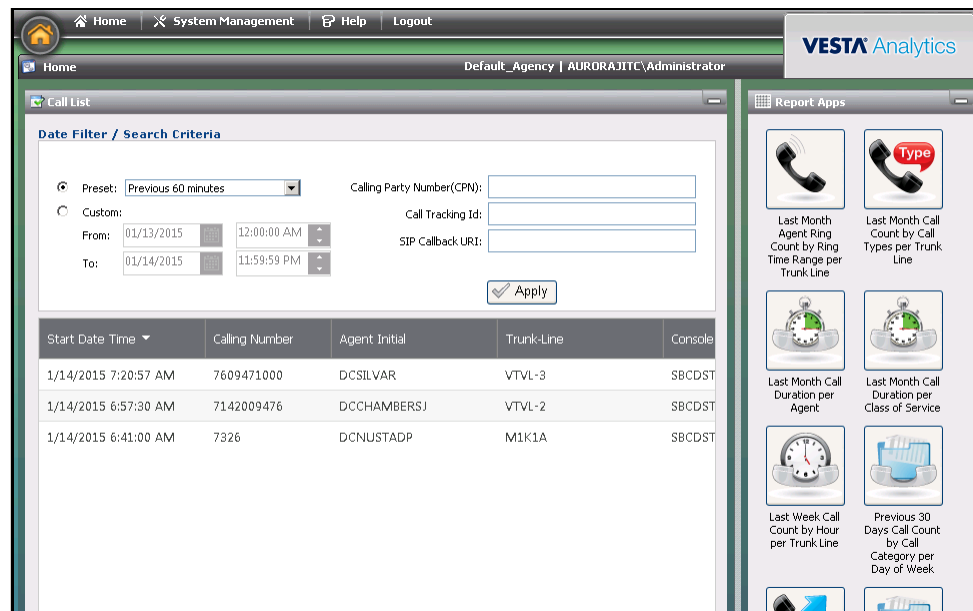 Home
System Management
Help
Logout
VESTA® Analytics
Home
Default_Agency | AURORAJITC\Administrator
Call List
Date Filter / Search Criteria
Preset:
Previous 60 minutes
Custom:
From:
01/13/2015
12:00:00 AM
To:
01/14/2015
11:59:59 PM
Calling Party Number(CPN):
Call Tracking Id:
SIP Callback URI:
Apply
Start Date Time Calling Number Agent Initial Trunk-Line Console
1/14/2015 7:20:57 AM 7609471000 DCSILVAR VTVL-3 SBCDST
1/14/2015 6:57:30 AM 7142009476 DCCHAMBERSJ VTVL-2 SBCDST
1/14/2015 6:41:00 AM 7326 DCNUSTADP M1K1A SBCDST
Report Apps
Last Month
Agent Ring
Count by Ring
Time Range per
Trunk Line
Type
Last Month Call
Count by Call
Types per Trunk
Line
Last Month Call
Duration per
Agent
Last Month Call
Duration per
Class of Service
Last Week Call
Count by Hour
per Trunk Line
Previous 30
Days Call Count
by Call
Category per
Day of Week